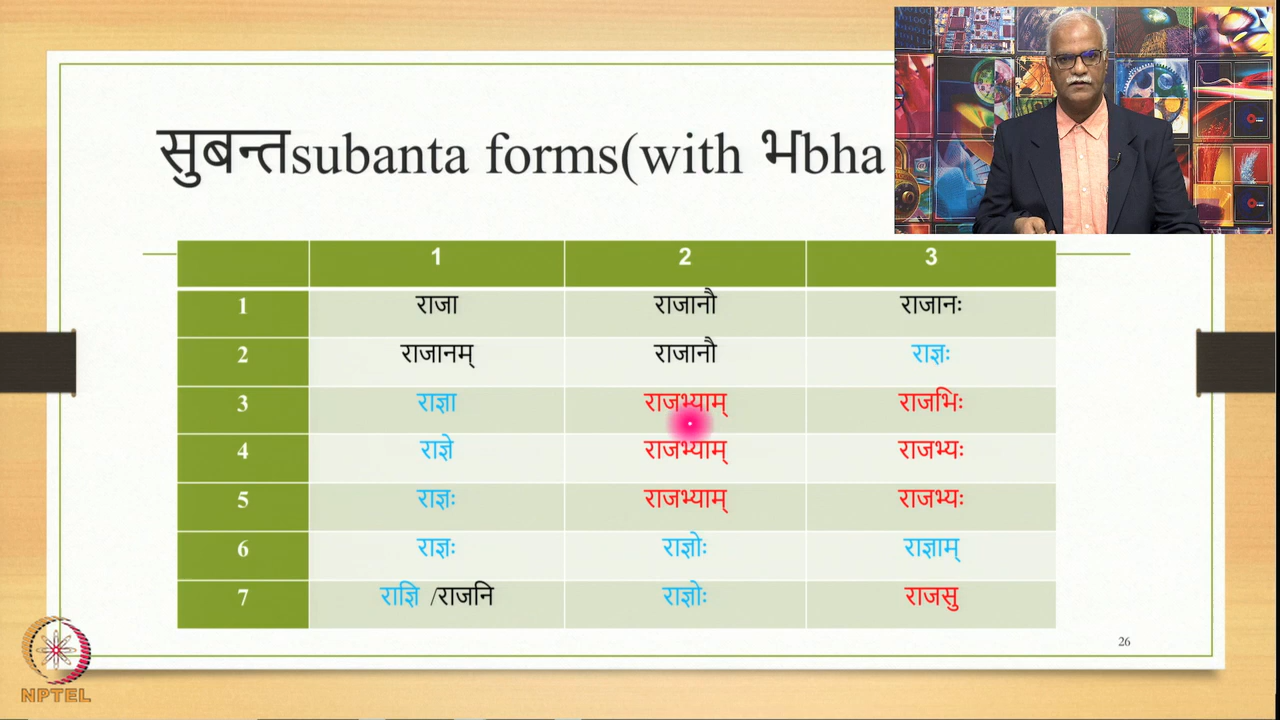 सुबन्तsubanta forms(with भbha
1 2 3
1 राजा राजानौ राजानः
2 राजानम् राजानौ राज्ञः
3 राज्ञा राजभ्याम् राजभिः
4 राज्ञे राजभ्याम् राजभ्यः
5 राज्ञः राजभ्याम् राजभ्यः
6 राज्ञः राज्ञोः राज्ञाम्
7 राज्ञि /राजनि राज्ञोः राजसु
26
NPTEL